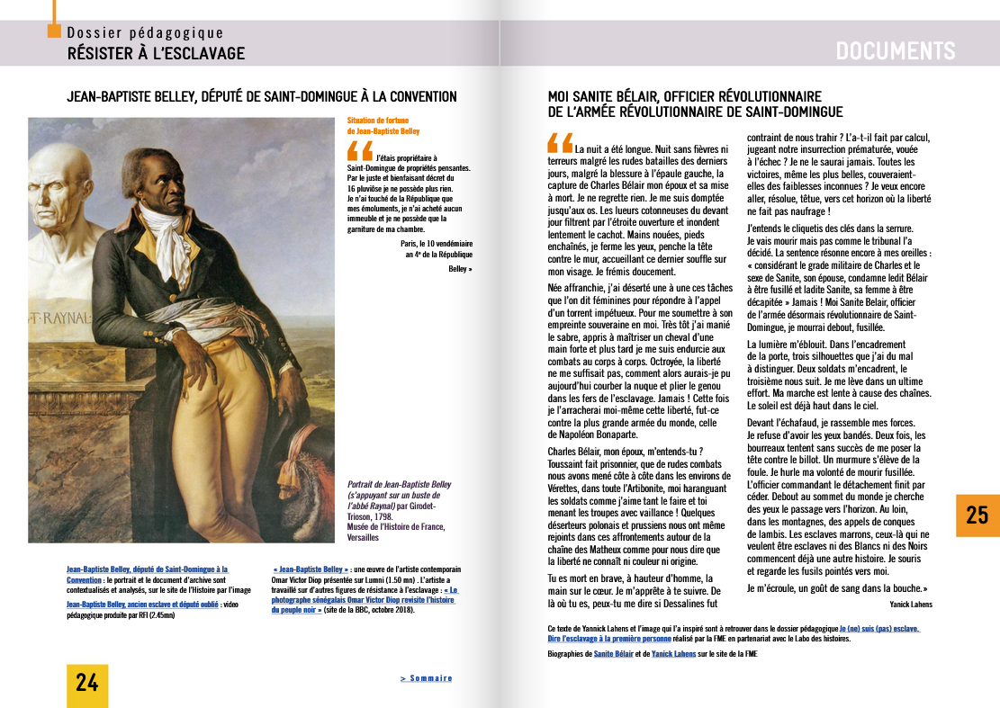 Dossier pédagogique
RÉSISTER À L'ESCLAVAGE
JEAN-BAPTISTE BELLEY, DÉPUTÉ DE SAINT-DOMINGUE À LA CONVENTION
T. RAYNAL
Situation de fortune
de Jean-Baptiste Belley
“ J'étais propriétaire à
Saint-Domingue de propriétés pensantes.
Par le juste et bienfaisant décret du
16 pluviôse je ne possède plus rien.
Je n'ai touché de la République que
mes émoluments, je n'ai acheté aucun
immeuble et je ne possède que la
garniture de ma chambre.
Paris, le 10 vendémiaire
an 4e de la République
Belley »
Portrait de Jean-Baptiste Belley
(s'appuyant sur un buste de
l'abbé Raynal) par Girodet-
Trioson, 1798.
Musée de l'Histoire de France,
Versailles
Jean-Baptiste Belley, député de Saint-Domingue à la
Convention : le portrait et le document d'archive sont
contextualisés et analysés, sur le site de l'Histoire par l'image
Jean-Baptiste Belley, ancien esclave et député oublié : video
pédagogique produite par RFI (2.45mn)
« Jean-Baptiste Belley » : une œuvre de l'artiste contemporain
Omar Victor Diop présentée sur Lumni (1.50 mn) . L'artiste a
travaillé sur d'autres figures de résistance à l'esclavage : « Le
photographe sénégalais Omar Victor Diop revisite l'histoire
du peuple noir » (site de la BBC, octobre 2018).
24
> Sommaire
DOCUMENTS
MOI SANITE BÉLAIR, OFFICIER RÉVOLUTIONNAIRE
DE L'ARMÉE RÉVOLUTIONNAIRE DE SAINT-DOMINGUE
“ La nuit a été longue. Nuit sans fièvres ni
terreurs malgré les rudes batailles des derniers
jours, malgré la blessure à l'épaule gauche, la
capture de Charles Bélair mon époux et sa mise
à mort. Je ne regrette rien. Je me suis domptée
jusqu'aux os. Les lueurs cotonneuses du devant
jour filtrent par l'étroite ouverture et inondent
lentement le cachot. Mains nouées, pieds
enchaînés, je ferme les yeux, penche la tête
contre le mur, accueillant ce dernier souffle sur
mon visage. Je frémis doucement.
Née affranchie, j'ai déserté une à une ces tâches
que l'on dit féminines pour répondre à l'appel
d'un torrent impétueux. Pour me soumettre à son
empreinte souveraine en moi. Très tôt j'ai manié
le sabre, appris à maîtriser un cheval d'une
main forte et plus tard je me suis endurcie aux
combats au corps à corps. Octroyée, la liberté
ne me suffisait pas, comment alors aurais-je pu
aujourd'hui courber la nuque et plier le genou
dans les fers de l'esclavage. Jamais ! Cette fois
je l'arracherai moi-même cette liberté, fut-ce
contre la plus grande armée du monde, celle
de Napoléon Bonaparte.
Charles Bélair, mon époux, m'entends-tu ?
Toussaint fait prisonnier, que de rudes combats
nous avons mené côte à côte dans les environs de
Vérettes, dans toute l'Artibonite, moi haranguant
les soldats comme j'aime tant le faire et toi
menant les troupes avec vaillance ! Quelques
déserteurs polonais et prussiens nous ont même
rejoints dans ces affrontements autour de la
chaîne des Matheux comme pour nous dire que
la liberté ne connaît ni couleur ni origine.
Tu es mort en brave, à hauteur d'homme, la
main sur le cœur. Je m'apprête à te suivre. De
là où tu es, peux-tu me dire si Dessalines fut
contraint de nous trahir ? L'a-t-il fait par calcul,
jugeant notre insurrection prématurée, vouée
à l'échec ? Je ne le saurai jamais. Toutes les
victoires, même les plus belles, couveraient-
elles des faiblesses inconnues ? Je veux encore
aller, résolue, têtue, vers cet horizon où la liberté
ne fait pas naufrage !
J'entends le cliquetis des clés dans la serrure.
Je vais mourir mais pas comme le tribunal l'a
décidé. La sentence résonne encore à mes oreilles :
« considérant le grade militaire de Charles et le
sexe de Sanite, son épouse, condamne ledit Bélair
à être fusillé et ladite Sanite, sa femme à être
décapitée » Jamais ! Moi Sanite Belair, officier
de l'armée désormais révolutionnaire de Saint-
Domingue, je mourrai debout, fusillée.
La lumière m'éblouit. Dans l'encadrement
de la porte, trois silhouettes que j'ai du mal
à distinguer. Deux soldats m'encadrent, le
troisième nous suit. Je me lève dans un ultime
effort. Ma marche est lente à cause des chaînes.
Le soleil est déjà haut dans le ciel.
Devant l'échafaud, je rassemble mes forces.
Je refuse d'avoir les yeux bandés. Deux fois, les
bourreaux tentent sans succès de me poser la
tête contre le billot. Un murmure s'élève de la
foule. Je hurle ma volonté de mourir fusillée.
L'officier commandant le détachement finit par
céder. Debout au sommet du monde je cherche
des yeux le passage vers l'horizon. Au loin,
dans les montagnes, des appels de conques
de lambis. Les esclaves marrons, ceux-là qui ne
veulent être esclaves ni des Blancs ni des Noirs
commencent déjà une autre histoire. Je souris
et regarde les fusils pointés vers moi.
Je m'écroule, un goût de sang dans la bouche.»
Yanick Lahens
Ce texte de Yannick Lahens et l'image qui l'a inspiré sont à retrouver dans le dossier pédagogique Je (ne) suis (pas) esclave.
Dire l'esclavage à la première personne réalisé par la FME en partenariat avec le Labo des histoires.
Biographies de Sanite Bélair et de Yanick Lahens sur le site de la FME
25